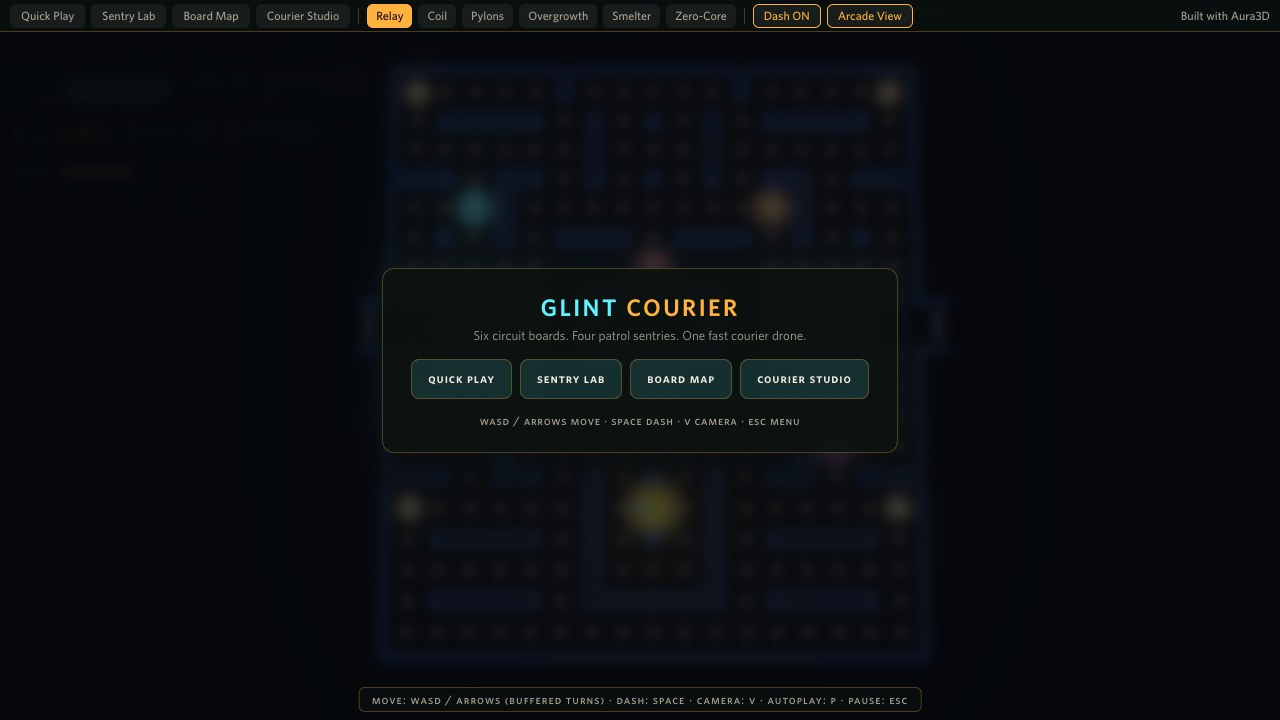 Quick Play Sentry Lab Board Map Courier Studio Relay Coil Pylons Overgrowth Smelter Zero-Core Dash ON Arcade View Built with Aura3D
GLINT COURIER
Six circuit boards. Four patrol sentries. One fast courier drone.
QUICK PLAY SENTRY LAB BOARD MAP COURIER STUDIO
WASD / ARROWS MOVE · SPACE DASH · V CAMERA · ESC MENU
MOVE: WASD / ARROWS (BUFFERED TURNS) · DASH: SPACE · CAMERA: V · AUTOPLAY: P · PAUSE: ESC